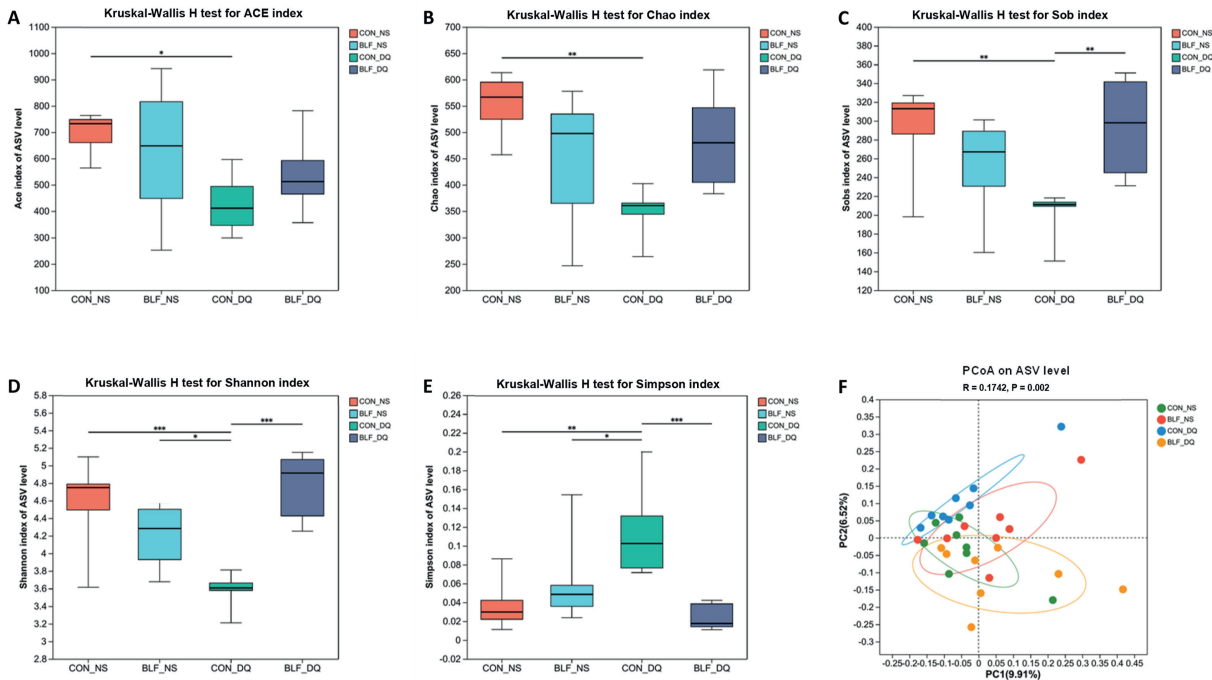 A
Kruskal-Wallis H test for ACE index
Ace index of ASV level
1100
1000
900
800
700
600
500
400
300
200
100
*
CON_NS
BLF_NS
CON_DQ
BLF_DQ
CON_NS
BLF_NS
CON_DQ
BLF_DQ
B
Kruskal-Wallis H test for Chao index
Chao index of ASV level
700
650
600
550
500
450
400
350
300
250
200
**
CON_NS
BLF_NS
CON_DQ
BLF_DQ
CON_NS
BLF_NS
CON_DQ
BLF_DQ
C
Kruskal-Wallis H test for Sob index
Sobs index of ASV level
400
380
360
340
320
300
280
260
240
220
200
180
160
140
120
**
**
CON_NS
BLF_NS
CON_DQ
BLF_DQ
CON_NS
BLF_NS
CON_DQ
BLF_DQ
D
Kruskal-Wallis H test for Shannon index
Shannon index of ASV level
5.8
5.6
5.4
5.2
5
4.8
4.6
4.4
4.2
4
3.8
3.6
3.4
3.2
3
2.8
***
*
***
CON_NS
BLF_NS
CON_DQ
BLF_DQ
CON_NS
BLF_NS
CON_DQ
BLF_DQ
E
Kruskal-Wallis H test for Simpson index
Simpson index of ASV level
0.26
0.24
0.22
0.2
0.18
0.16
0.14
0.12
0.1
0.08
0.06
0.04
0.02
0
-0.02
**
*
***
CON_NS
BLF_NS
CON_DQ
BLF_DQ
CON_NS
BLF_NS
CON_DQ
BLF_DQ
F
PCoA on ASV level
R = 0.1742, P = 0.002
PC2(6.52%)
0.4
0.35
0.3
0.25
0.2
0.15
0.1
0.05
0
-0.05
-0.1
-0.15
-0.2
-0.25
-0.3
-0.25-0.2-0.15-0.1-0.05 0 0.05 0.1 0.15 0.2 0.25 0.3 0.35 0.4 0.45
PC1(9.91%)
CON_NS
BLF_NS
CON_DQ
BLF_DQ